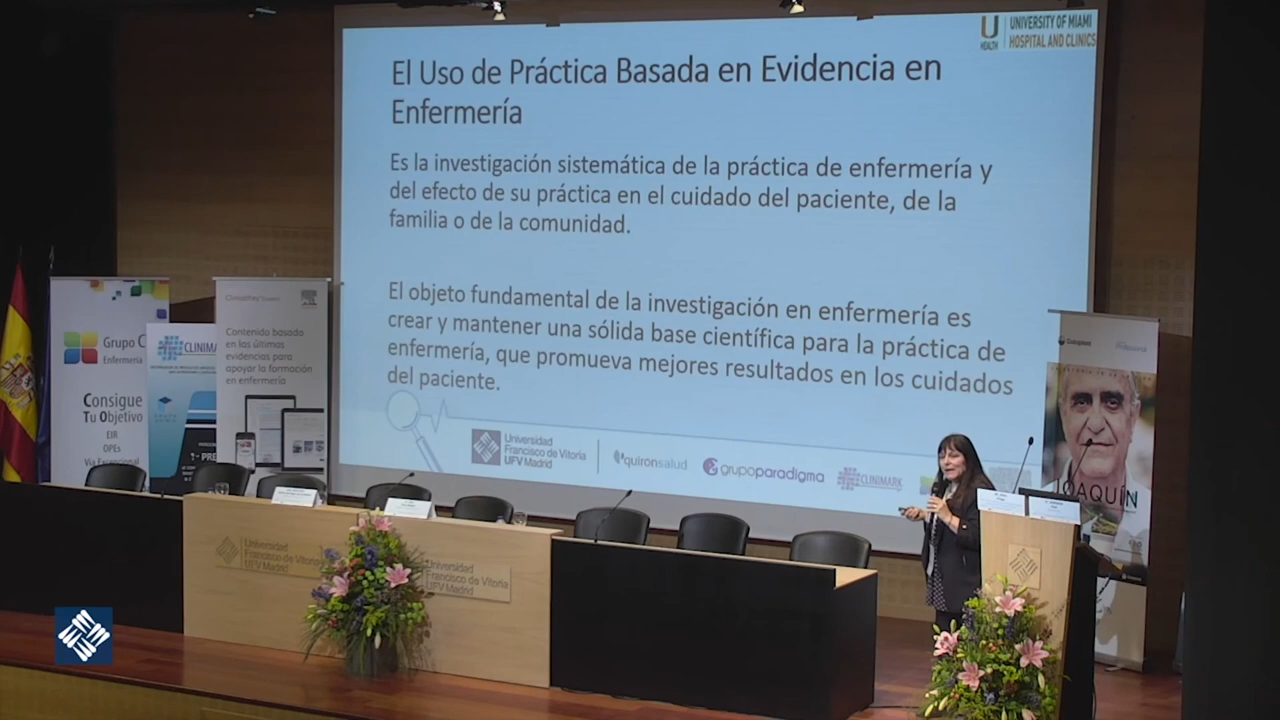 UNIVERSITY OF MIAMI
HOSPITAL AND CLINICS
HEALTH
El Uso de Práctica Basada en Evidencia en
Enfermería
Es la investigación sistemática de la práctica de enfermería y
del efecto de su práctica en el cuidado del paciente, de la
familia o de la comunidad.
El objeto fundamental de la investigación en enfermería es
crear y mantener una sólida base científica para la práctica de
enfermería, que promueva mejores resultados en los cuidados
del paciente.
Universidad
Francisco de Vitoria
UFV Madrid
quirónsalud
grupoparadigma
CLINIMARK
Grupo C
Enfermería
Consigue
Tu Objetivo
EIR
OPEs
Vía Excepcional
CLINIMA
Contenido basado
en las últimas
evidencias para
apoyar la formación
en enfermería
JOAQUÍN
Universidad
Francisco de Vitoria
UFV Madrid
Universidad
Francisco de Vitoria
UFV Madrid